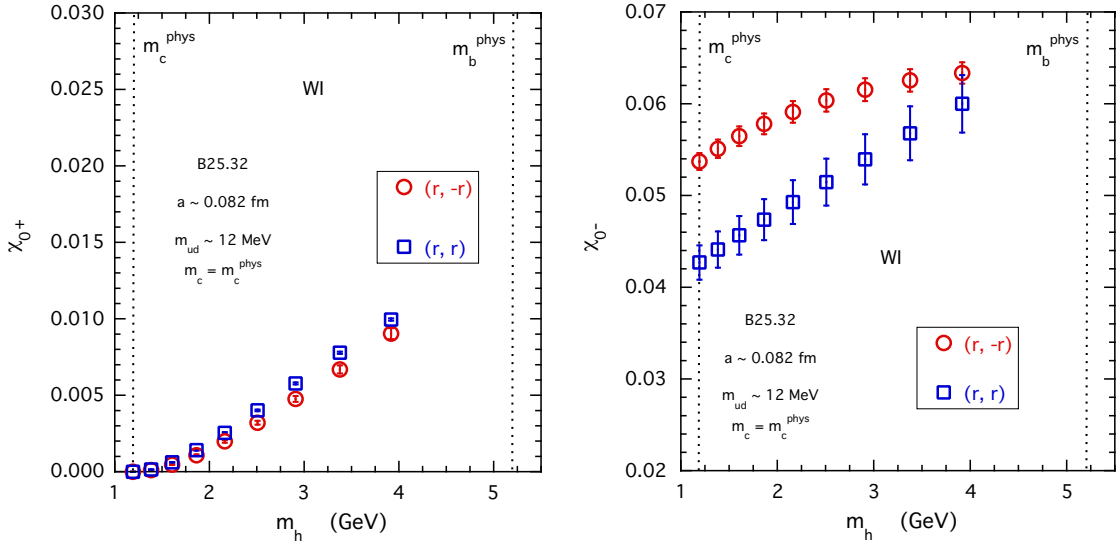 0.030
0.025
0.020
0.015
0.010
0.005
0.000
χ0+
m_c^phys
m_b^phys
WI
B25.32
a ~ 0.082 fm
m_ud ~ 12 MeV
m_c = m_c^phys
(r, -r)
(r, r)
1 2 3 4 5
m_h (GeV)
0.07
0.06
0.05
0.04
0.03
0.02
χ0-
m_c^phys
m_b^phys
WI
B25.32
a ~ 0.082 fm
m_ud ~ 12 MeV
m_c = m_c^phys
(r, -r)
(r, r)
1 2 3 4 5
m_h (GeV)